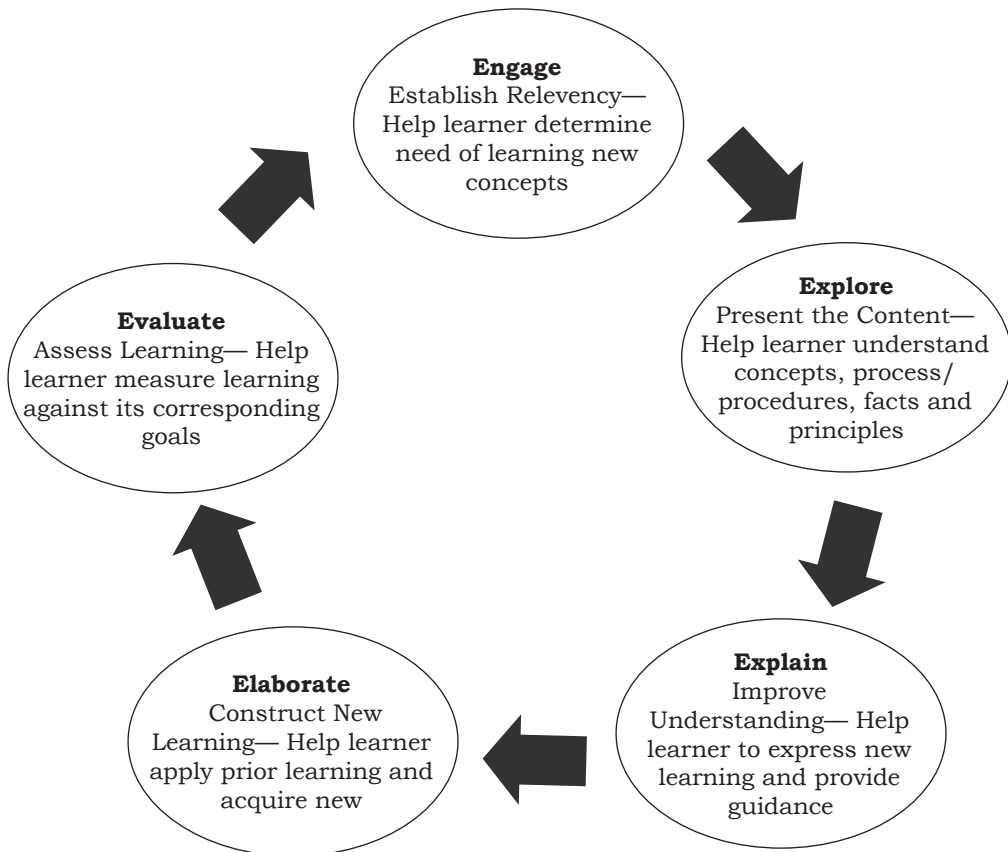 Engage
Establish Relevency—
Help learner determine
need of learning new
concepts
Explore
Present the Content—
Help learner understand
concepts, process/
procedures, facts and
principles
Explain
Improve
Understanding— Help
learner to express new
learning and provide
guidance
Elaborate
Construct New
Learning— Help learner
apply prior learning and
acquire new
Evaluate
Assess Learning— Help
learner measure learning
against its corresponding
goals